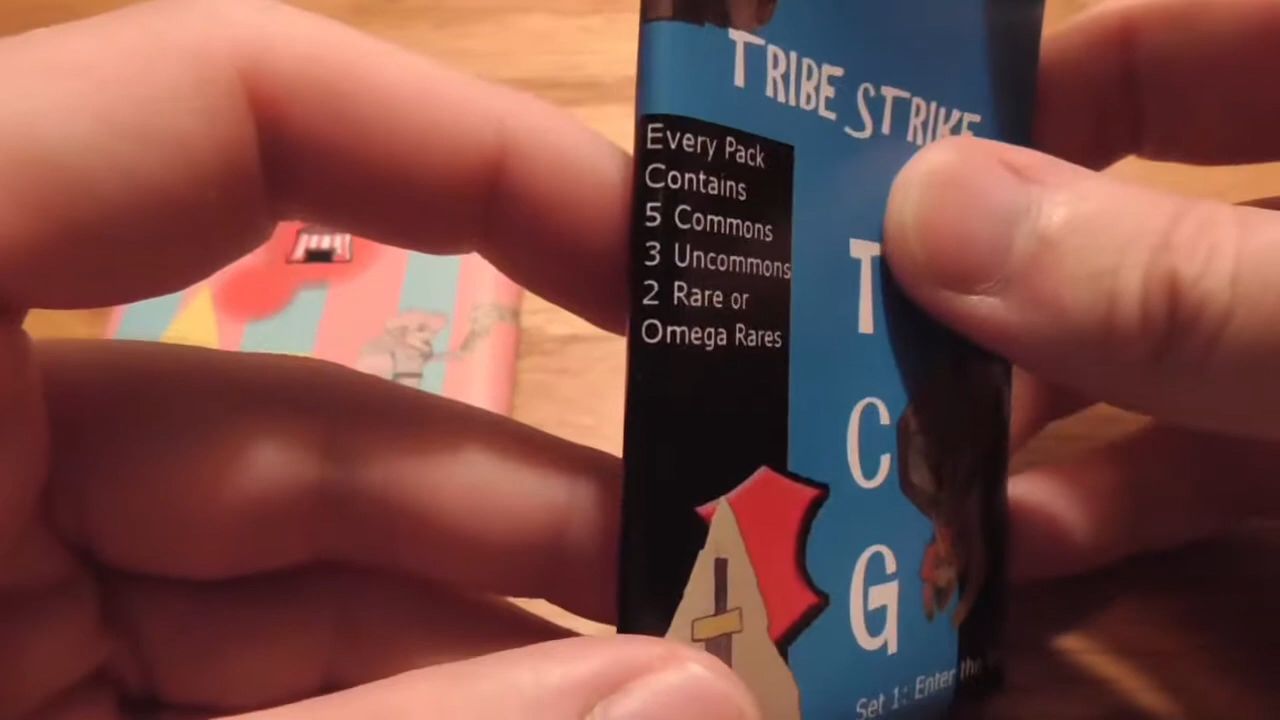 TRIBE STRIKE
Every Pack
Contains
5 Commons
3 Uncommons
2 Rare or
Omega Rares
T
C
G
Set 1: Enter the